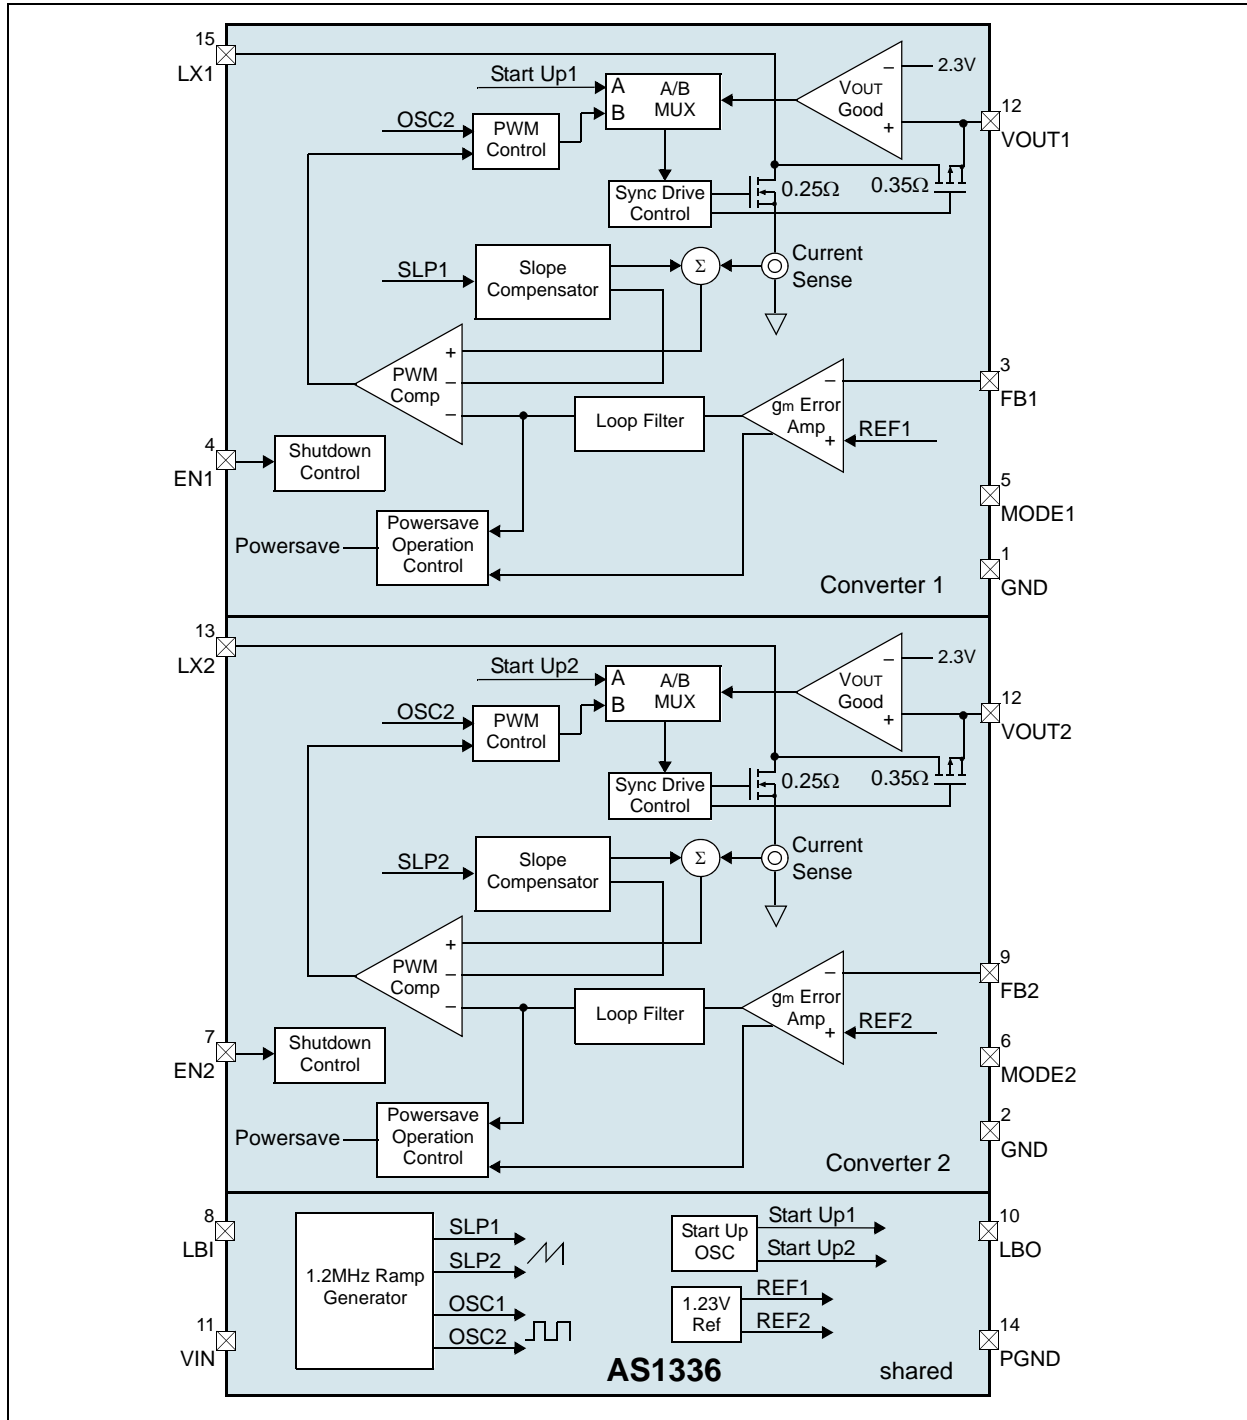 15
LX1
Start Up1
A
B
A/B
MUX
VOUT
Good
−
+
2.3V
12
VOUT1
OSC2
PWM
Control
Sync Drive
Control
0.25Ω
0.35Ω
SLP1
Slope
Compensator
Σ
Current
Sense
+
−
−
PWM
Comp
Loop Filter
gm Error
Amp
−
+
REF1
3
FB1
4
EN1
Shutdown
Control
5
MODE1
Powersave
Powersave
Operation
Control
1
GND
Converter 1
13
LX2
Start Up2
A
B
A/B
MUX
VOUT
Good
−
+
2.3V
12
VOUT2
OSC2
PWM
Control
Sync Drive
Control
0.25Ω
0.35Ω
SLP2
Slope
Compensator
Σ
Current
Sense
+
−
−
PWM
Comp
Loop Filter
gm Error
Amp
−
+
REF2
9
FB2
7
EN2
Shutdown
Control
6
MODE2
Powersave
Powersave
Operation
Control
2
GND
Converter 2
8
LBI
1.2MHz Ramp
Generator
SLP1
SLP2
OSC1
OSC2
Start Up
OSC
Start Up1
Start Up2
10
LBO
1.23V
Ref
REF1
REF2
11
VIN
14
PGND
AS1336
shared